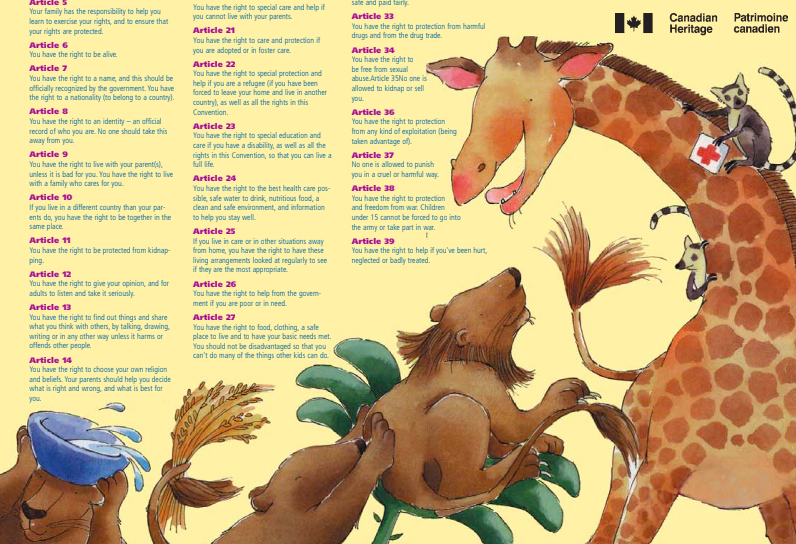 Article 5
Your family has the responsibility to help you
learn to exercise your rights, and to ensure that
your rights are protected.
Article 6
You have the right to be alive.
Article 7
You have the right to a name, and this should be
officially recognized by the government. You have
the right to a nationality (to belong to a country).
Article 8
You have the right to an identity – an official
record of who you are. No one should take this
away from you.
Article 9
You have the right to live with your parent(s),
unless it is bad for you. You have the right to live
with a family who cares for you.
Article 10
If you live in a different country than your par-
ents do, you have the right to be together in the
same place.
Article 11
You have the right to be protected from kidnap-
ping.
Article 12
You have the right to give your opinion, and for
adults to listen and take it seriously.
Article 13
You have the right to find out things and share
what you think with others, by talking, drawing,
writing or in any other way unless it harms or
offends other people.
Article 14
You have the right to choose your own religion
and beliefs. Your parents should help you decide
what is right and wrong, and what is best for
you.
You have the right to special care and help if
you cannot live with your parents.
Article 21
You have the right to care and protection if
you are adopted or in foster care.
Article 22
You have the right to special protection and
help if you are a refugee (if you have been
forced to leave your home and live in another
country), as well as all the rights in this
Convention.
Article 23
You have the right to special education and
care if you have a disability, as well as all the
rights in this Convention, so that you can live a
full life.
Article 24
You have the right to the best health care pos-
sible, safe water to drink, nutritious food, a
clean and safe environment, and information
to help you stay well.
Article 25
If you live in care or in other situations away
from home, you have the right to have these
living arrangements looked at regularly to see
if they are the most appropriate.
Article 26
You have the right to help from the govern-
ment if you are poor or in need.
Article 27
You have the right to food, clothing, a safe
place to live and to have your basic needs met.
You should not be disadvantaged so that you
can't do many of the things other kids can do.
safe and paid fairly.
Article 33
You have the right to protection from harmful
drugs and from the drug trade.
Article 34
You have the right to
be free from sexual
abuse.Article 35No one is
allowed to kidnap or sell
you.
Article 36
You have the right to protection
from any kind of exploitation (being
taken advantage of).
Article 37
No one is allowed to punish
you in a cruel or harmful way.
Article 38
You have the right to protection
and freedom from war. Children
under 15 cannot be forced to go into
the army or take part in war.
Article 39
You have the right to help if you've been hurt,
neglected or badly treated.
Canadian
Heritage
Patrimoine
canadien